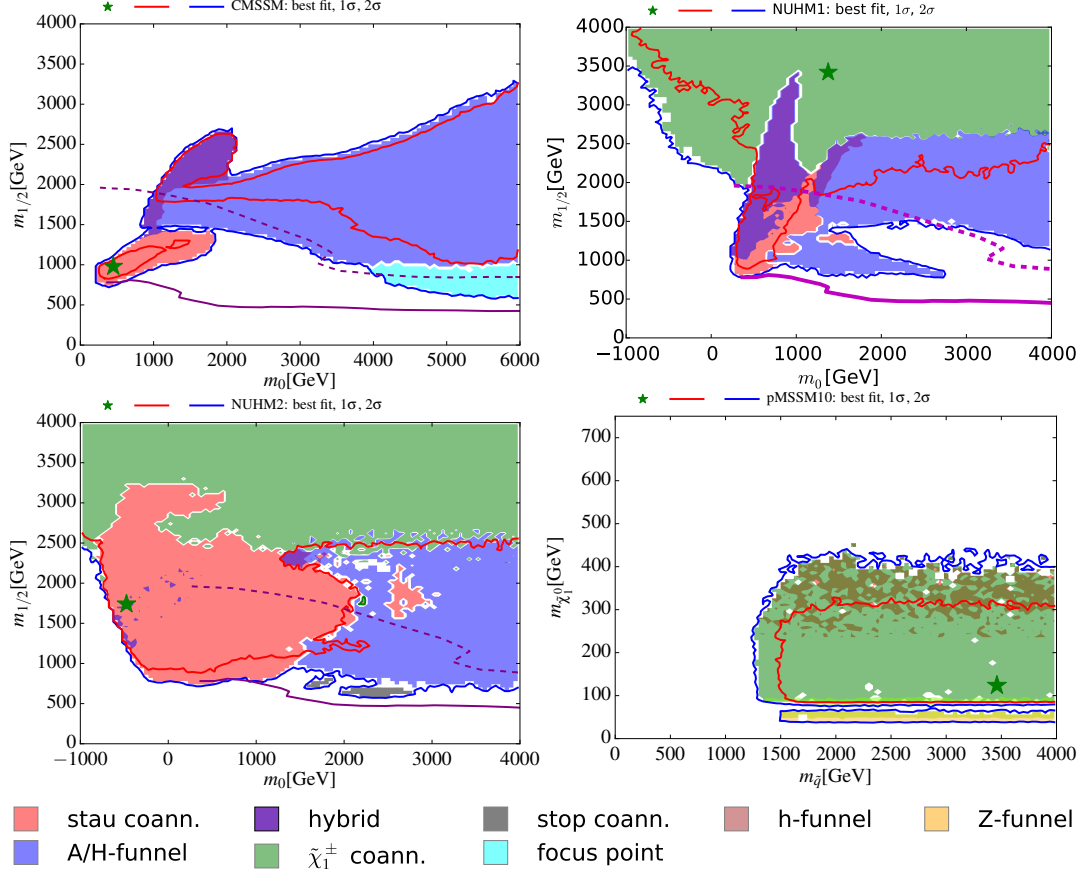 CMSSM: best fit, 1σ, 2σ
4000
3500
3000
2500
2000
1500
1000
500
0
m1/2[GeV]
0 1000 2000 3000 4000 5000 6000
m0[GeV]
NUHM1: best fit, 1σ, 2σ
4000
3500
3000
2500
2000
1500
1000
500
0
m1/2[GeV]
−1000 0 1000 2000 3000 4000
m0[GeV]
NUHM2: best fit, 1σ, 2σ
4000
3500
3000
2500
2000
1500
1000
500
0
m1/2[GeV]
−1000 0 1000 2000 3000 4000
m0[GeV]
pMSSM10: best fit, 1σ, 2σ
700
600
500
400
300
200
100
0
mχ̃₁⁰[GeV]
0 500 1000 1500 2000 2500 3000 3500 4000
mq̃[GeV]
stau coann. hybrid stop coann. h-funnel Z-funnel
A/H-funnel χ̃₁± coann. focus point